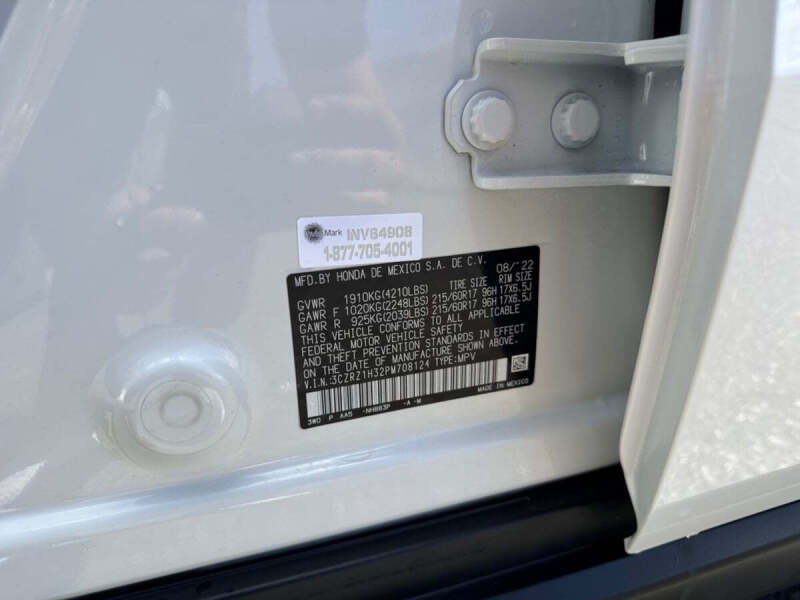 Mark INV64908
1-877-705-4001
MFD.BY HONDA DE MEXICO S.A. DE C.V. 08/'22
TIRE SIZE RIM SIZE
GVWR 1910KG(4210LBS)
GAWR F 1020KG(2248LBS) 215/60R17 96H 17X6.5J
GAWR R 925KG(2039LBS) 215/60R17 96H 17X6.5J
THIS VEHICLE CONFORMS TO ALL APPLICABLE
FEDERAL MOTOR VEHICLE SAFETY
AND THEFT PREVENTION STANDARDS IN EFFECT
ON THE DATE OF MANUFACTURE SHOWN ABOVE.
V.I.N.:3CZRZ1H32PM708124 TYPE:MPV
3W0 P AA5 -NH883P -A-M MADE IN MEXICO